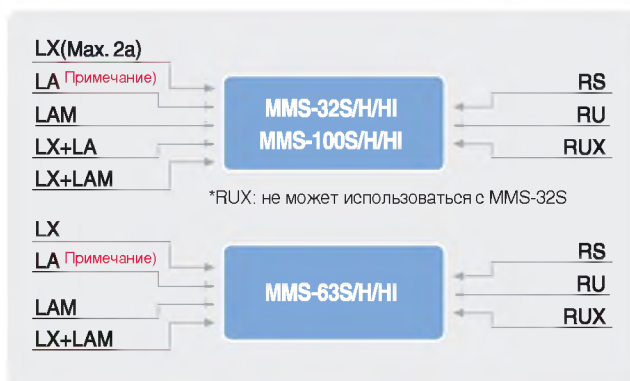 LX(Max. 2a)
LA Примечание)
LAM
LX+LA
LX+LAM
MMS-32S/H/HI
MMS-100S/H/HI
RS
RU
RUX
*RUX: не может использоваться с MMS-32S
LX
LA Примечание)
LAM
LX+LAM
MMS-63S/H/HI
RS
RU
RUX